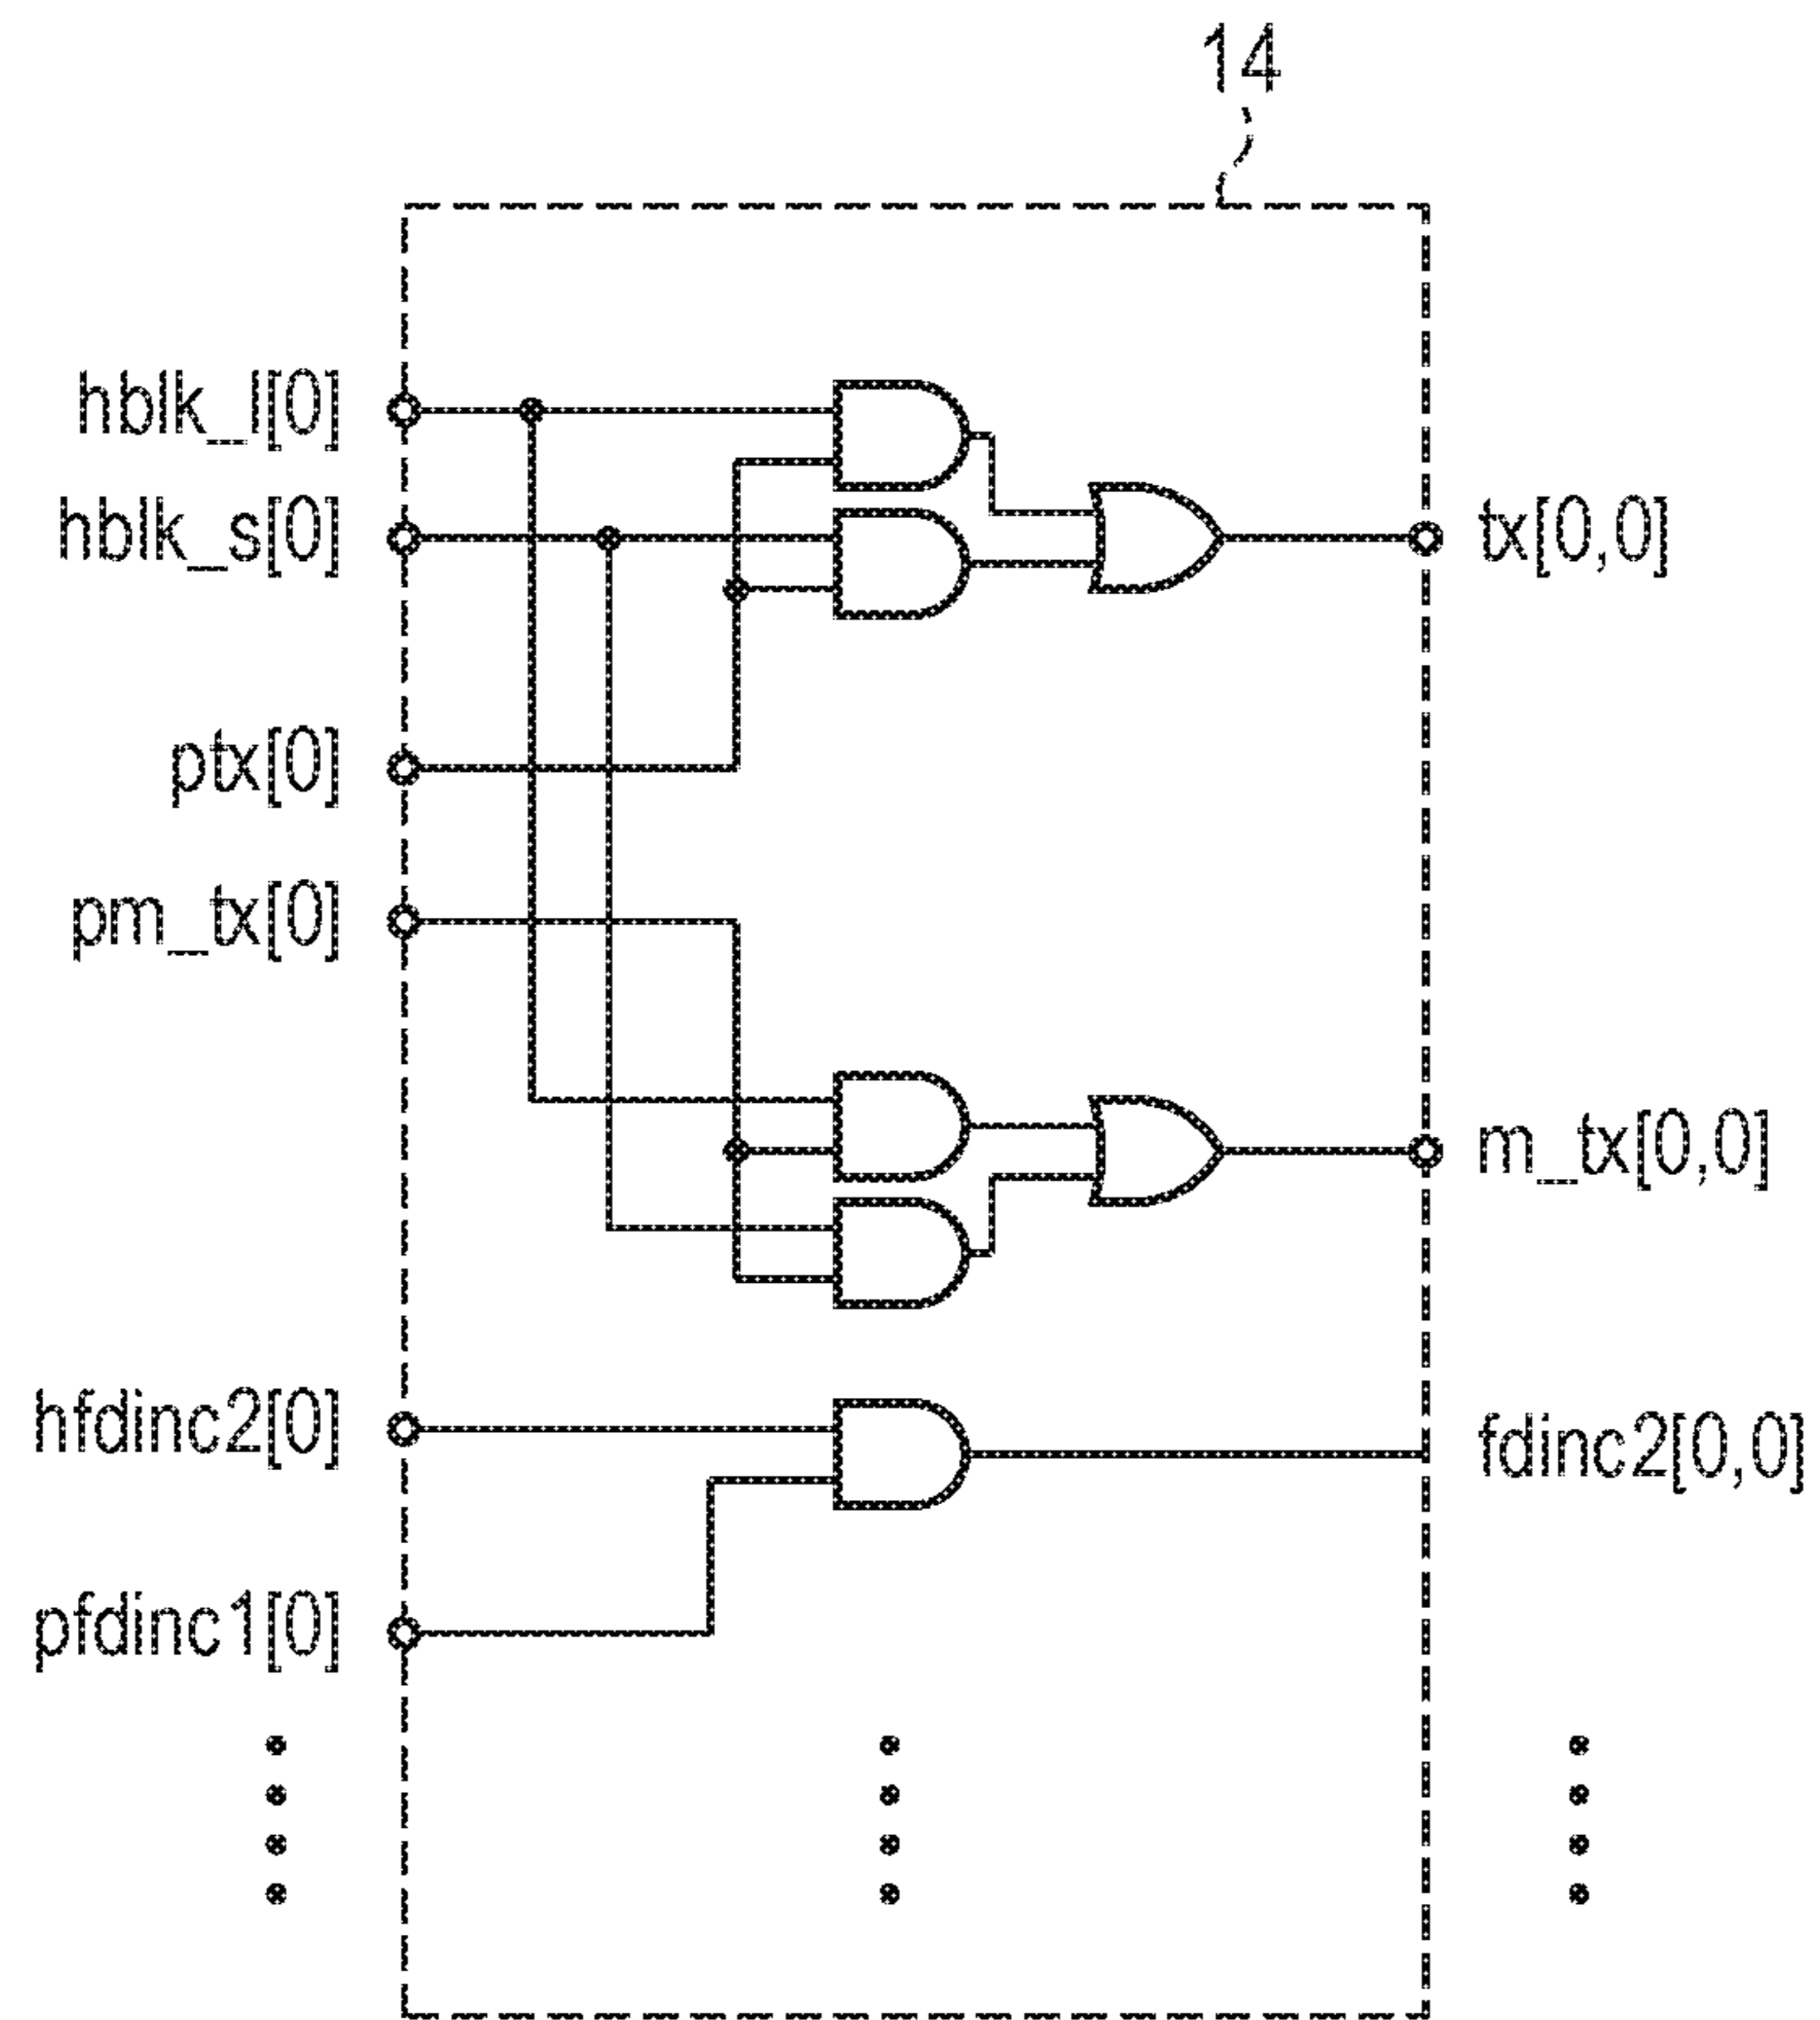 14
hblk_l[0]
hblk_s[0]
tx[0,0]
ptx[0]
pm_tx[0]
m_tx[0,0]
hfdinc2[0]
fdinc2[0,0]
pfdinc1[0]